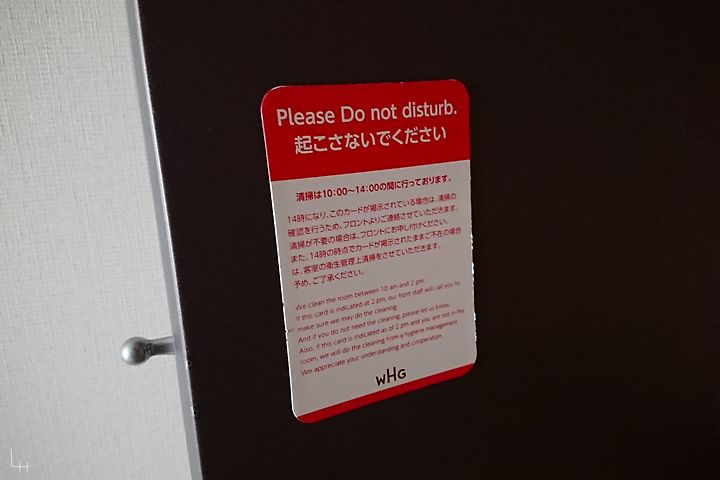 Please Do not disturb.
起こさないでください
清掃は10:00～14:00の間に行っております。
14時になり、このカードが掲示されている場合は、清掃の
確認を行うため、フロントよりご連絡させていただきます。
清掃が不要の場合は、フロントにお申し付けください。
また、14時の時点でカードが掲示されたままご不在の場合
は、客室の衛生管理上清掃をさせていただきます。
予め、ご了承ください。
We clean the room between 10 am and 2 pm.
If this card is indicated at 2 pm, our front staff will call you to
make sure we may do the cleaning.
And if you do not need the cleaning, please let us know.
Also, if this card is indicated as of 2 pm and you are not in the
room, we will do the cleaning from a hygiene management.
We appreciate your understanding and cooperation.
WHG
LH